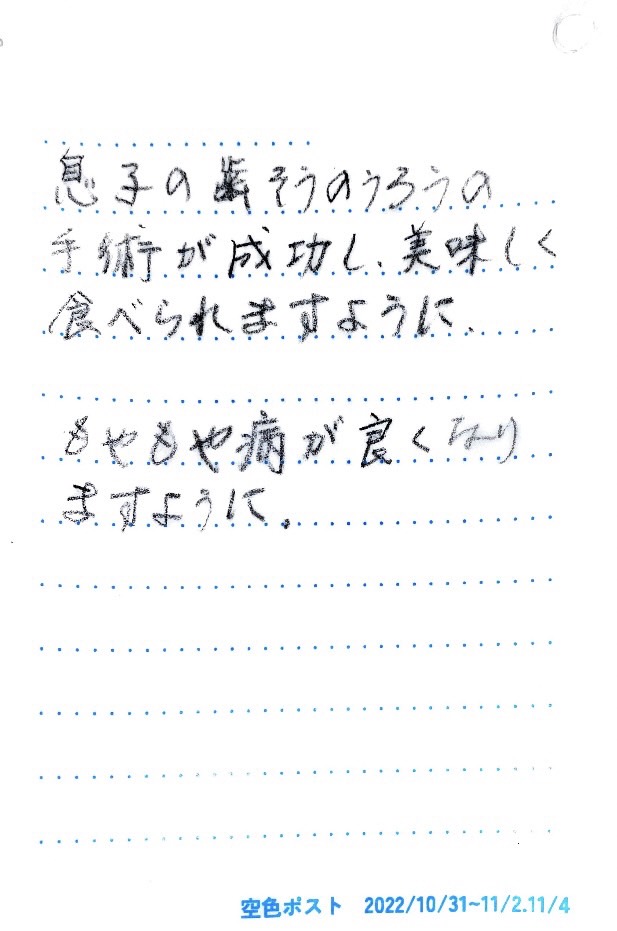 息子の歯そうのうろうの
手術が成功し、美味しく
食べられますように、
もやもや病が良くなり
ますように。
空色ポスト 2022/10/31~11/2.11/4